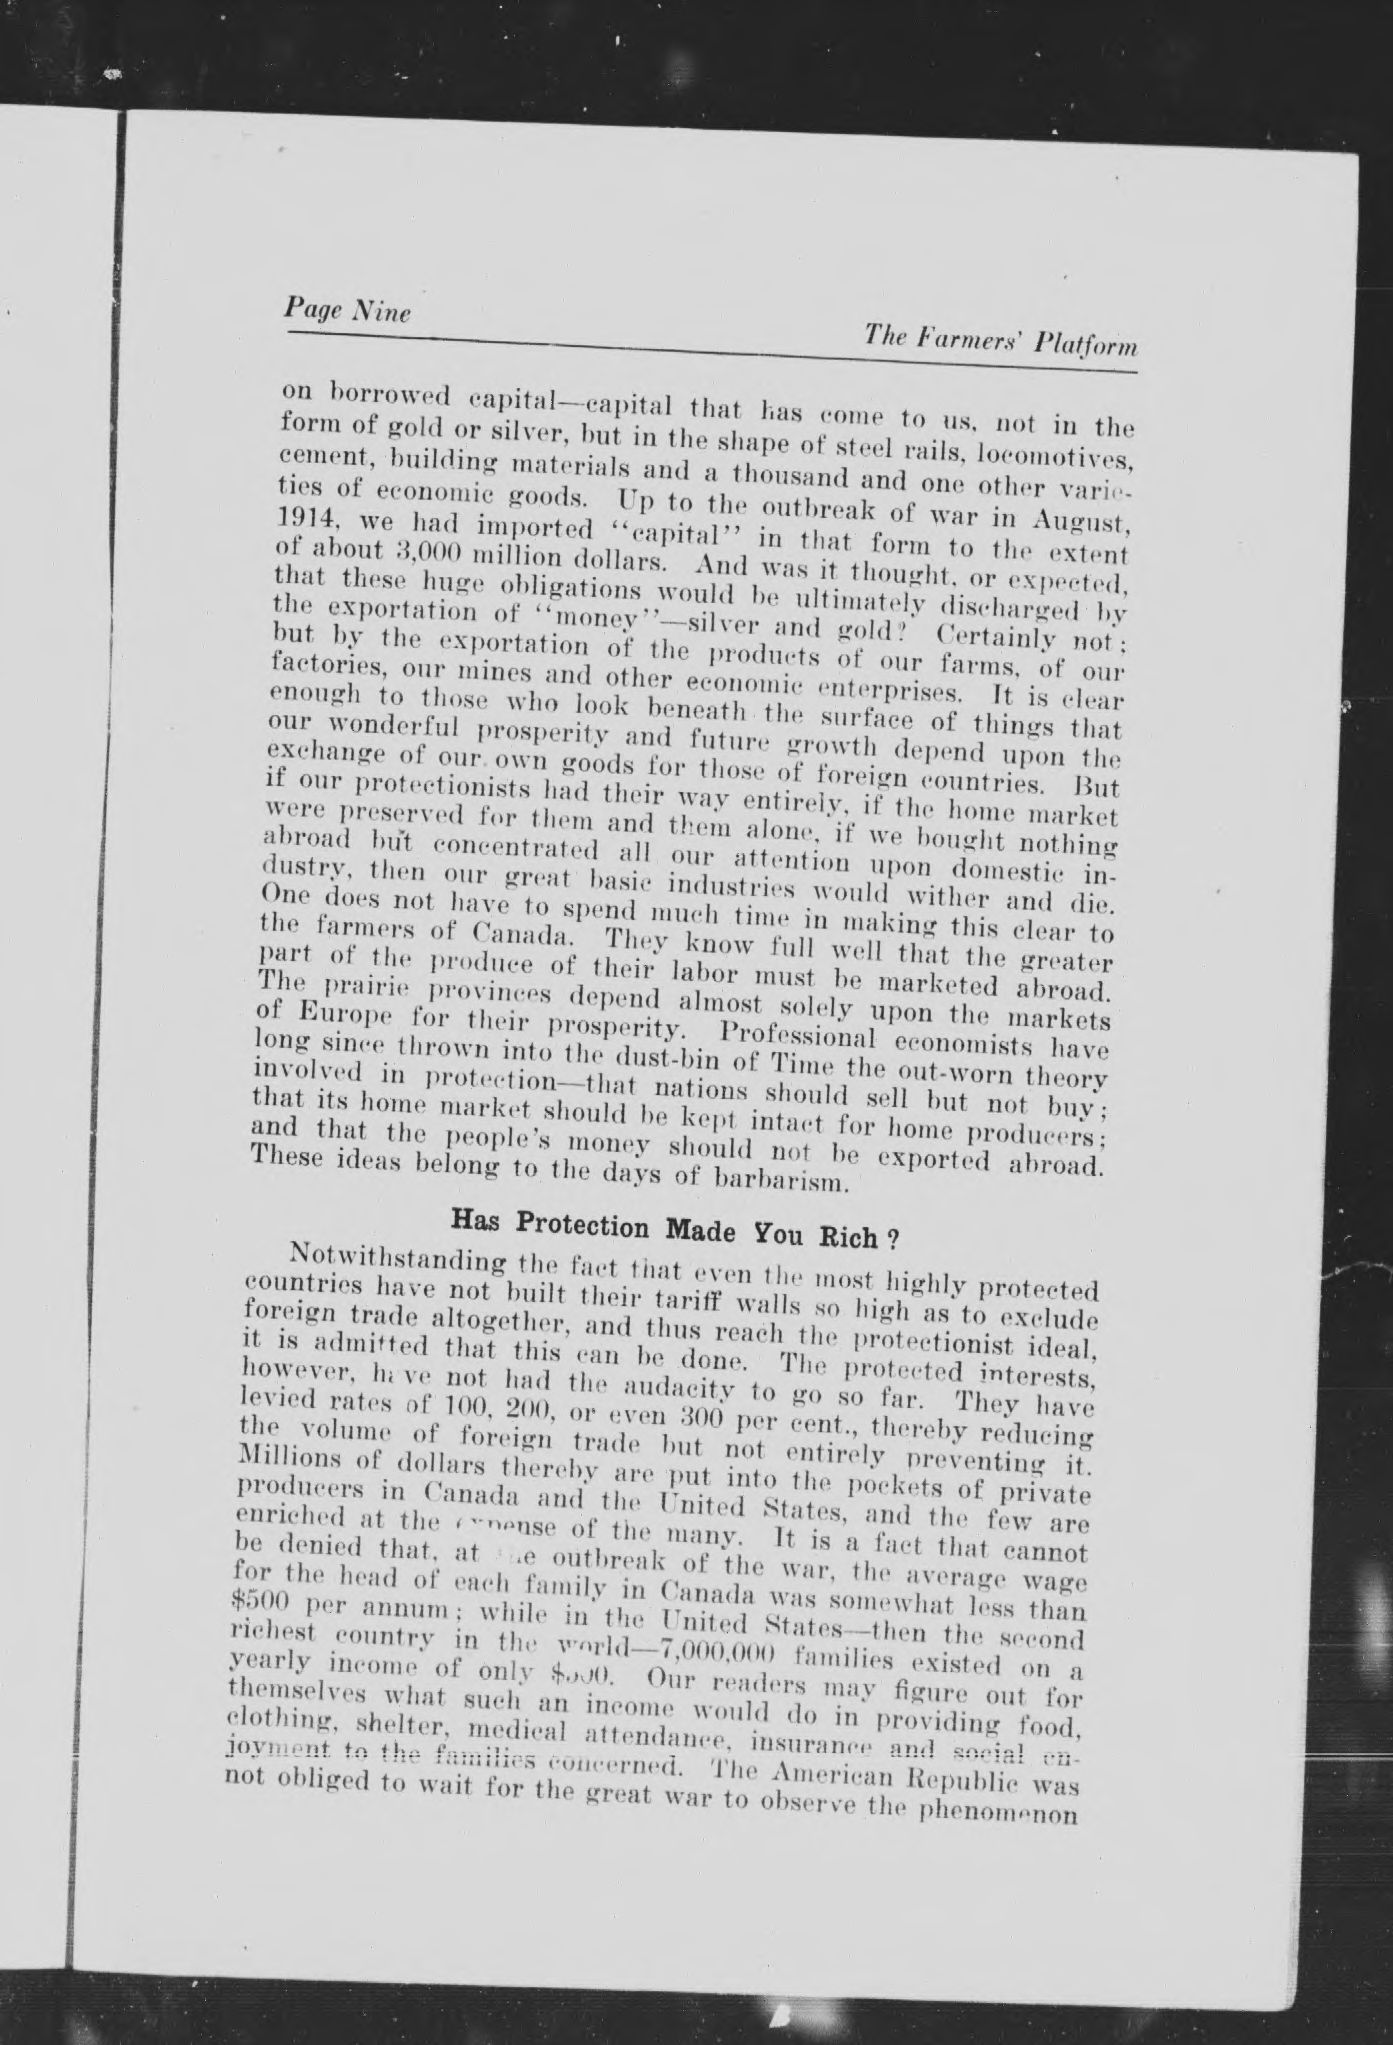 Page Nine
The Farmers' Platform
on borrowed capital—capital that has come to us, not in the
form of gold or silver, but in the shape of steel rails, locomotives,
cement, building materials and a thousand and one other varie-
ties of economic goods. Up to the outbreak of war in August,
1914, we had imported "capital" in that form to the extent
of about 3,000 million dollars. And was it thought, or expected,
that these huge obligations would be ultimately discharged by
the exportation of "money"—silver and gold? Certainly not;
but by the exportation of the products of our farms, of our
factories, our mines and other economic enterprises. It is clear
enough to those who look beneath the surface of things that
our wonderful prosperity and future growth depend upon the
exchange of our own goods for those of foreign countries. But
if our protectionists had their way entirely, if the home market
were preserved for them and them alone, if we bought nothing
abroad but concentrated all our attention upon domestic in-
dustry, then our great basic industries would wither and die.
One does not have to spend much time in making this clear to
the farmers of Canada. They know full well that the greater
part of the produce of their labor must be marketed abroad.
The prairie provinces depend almost solely upon the markets
of Europe for their prosperity. Professional economists have
long since thrown into the dust-bin of Time the out-worn theory
involved in protection—that nations should sell but not buy;
that its home market should be kept intact for home producers;
and that the people's money should not be exported abroad.
These ideas belong to the days of barbarism.
Has Protection Made You Rich?
Notwithstanding the fact that even the most highly protected
countries have not built their tariff walls so high as to exclude
foreign trade altogether, and thus reach the protectionist ideal,
it is admitted that this can be done. The protected interests,
however, have not had the audacity to go so far. They have
levied rates of 100, 200, or even 300 per cent., thereby reducing
the volume of foreign trade but not entirely preventing it.
Millions of dollars thereby are put into the pockets of private
producers in Canada and the United States, and the few are
enriched at the expense of the many. It is a fact that cannot
be denied that, at outbreak of the war, the average wage
for the head of each family in Canada was somewhat less than
$500 per annum; while in the United States—then the second
richest country in the world—7,000,000 families existed on a
yearly income of only Our readers may figure out for
themselves what such an income would do in providing food,
clothing, shelter, medical attendance, insurance and social en-
joyment to the families concerned. The American Republic was
not obliged to wait for the great war to observe the phenomenon